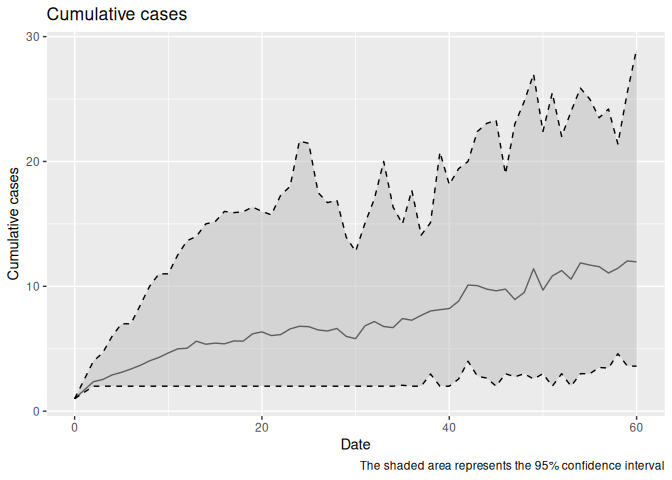 Cumulative cases
30
20
10
0
Cumulative cases
0 20 40 60
Date
The shaded area represents the 95% confidence interval